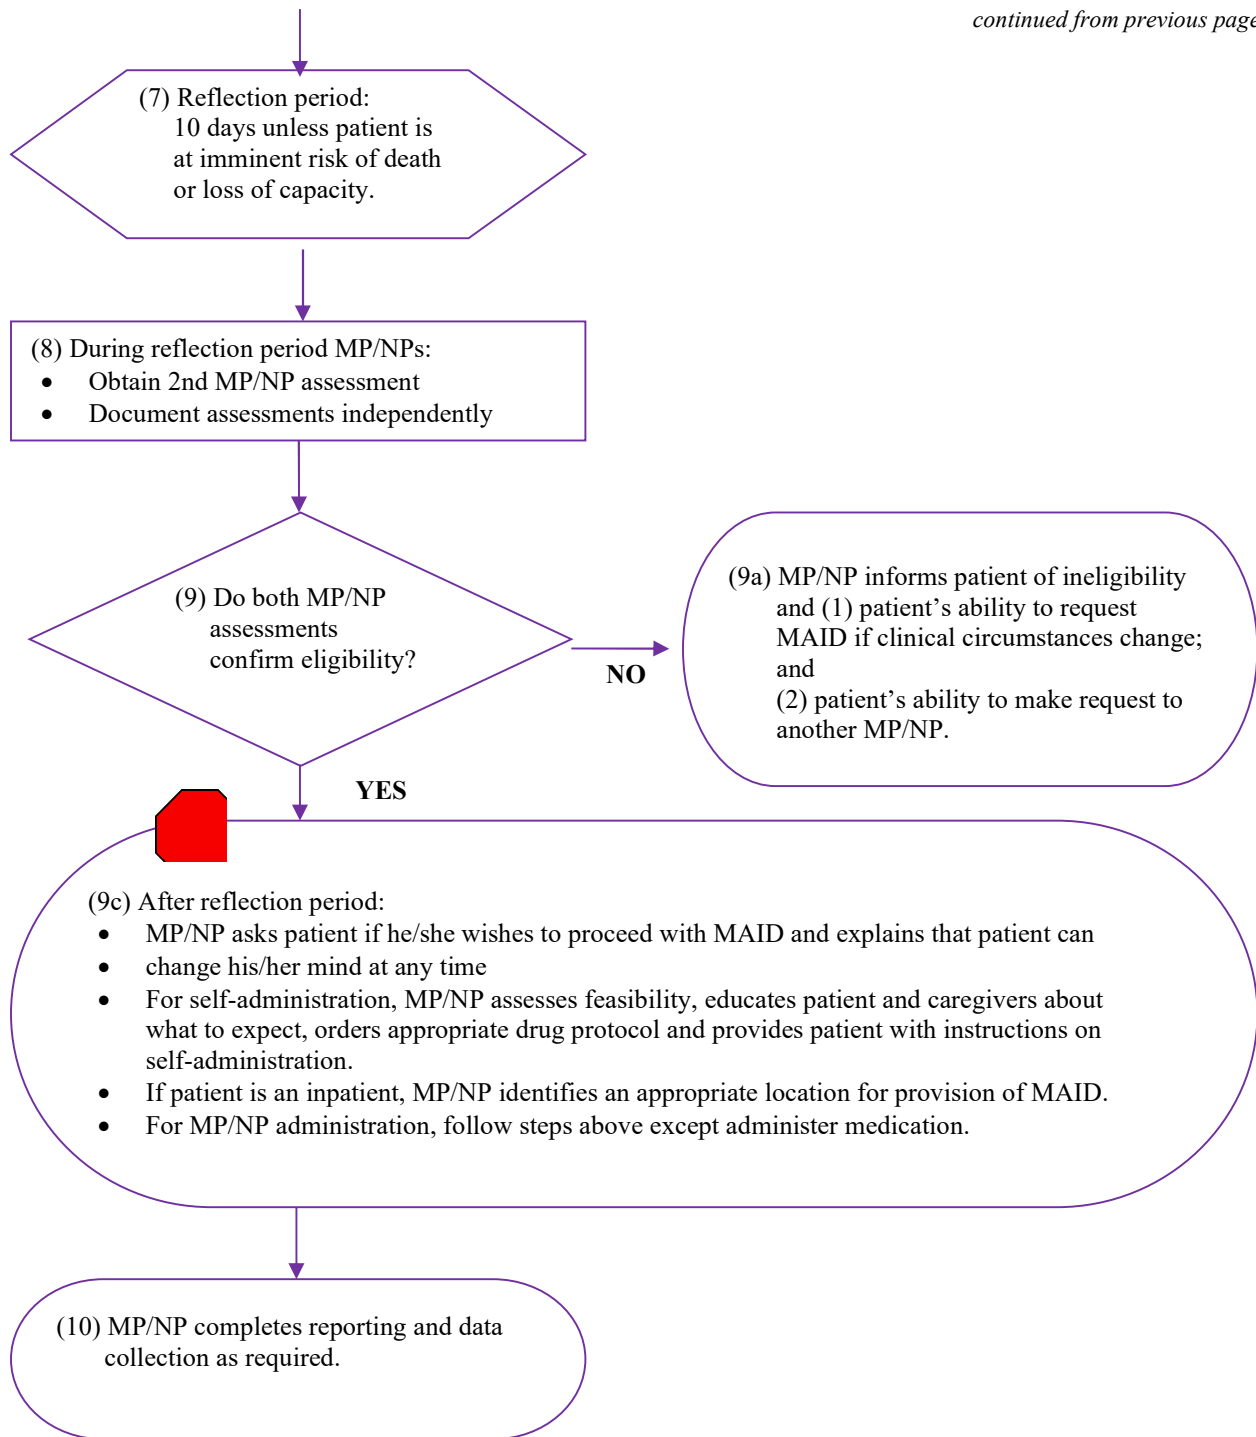 continued from previous page
(7) Reflection period:
10 days unless patient is
at imminent risk of death
or loss of capacity.
(8) During reflection period MP/NPs:
• Obtain 2nd MP/NP assessment
• Document assessments independently
(9) Do both MP/NP
assessments
confirm eligibility?
NO
(9a) MP/NP informs patient of ineligibility
and (1) patient’s ability to request
MAID if clinical circumstances change;
and
(2) patient’s ability to make request to
another MP/NP.
YES
(9c) After reflection period:
• MP/NP asks patient if he/she wishes to proceed with MAID and explains that patient can
• change his/her mind at any time
• For self-administration, MP/NP assesses feasibility, educates patient and caregivers about
what to expect, orders appropriate drug protocol and provides patient with instructions on
self-administration.
• If patient is an inpatient, MP/NP identifies an appropriate location for provision of MAID.
• For MP/NP administration, follow steps above except administer medication.
(10) MP/NP completes reporting and data
collection as required.